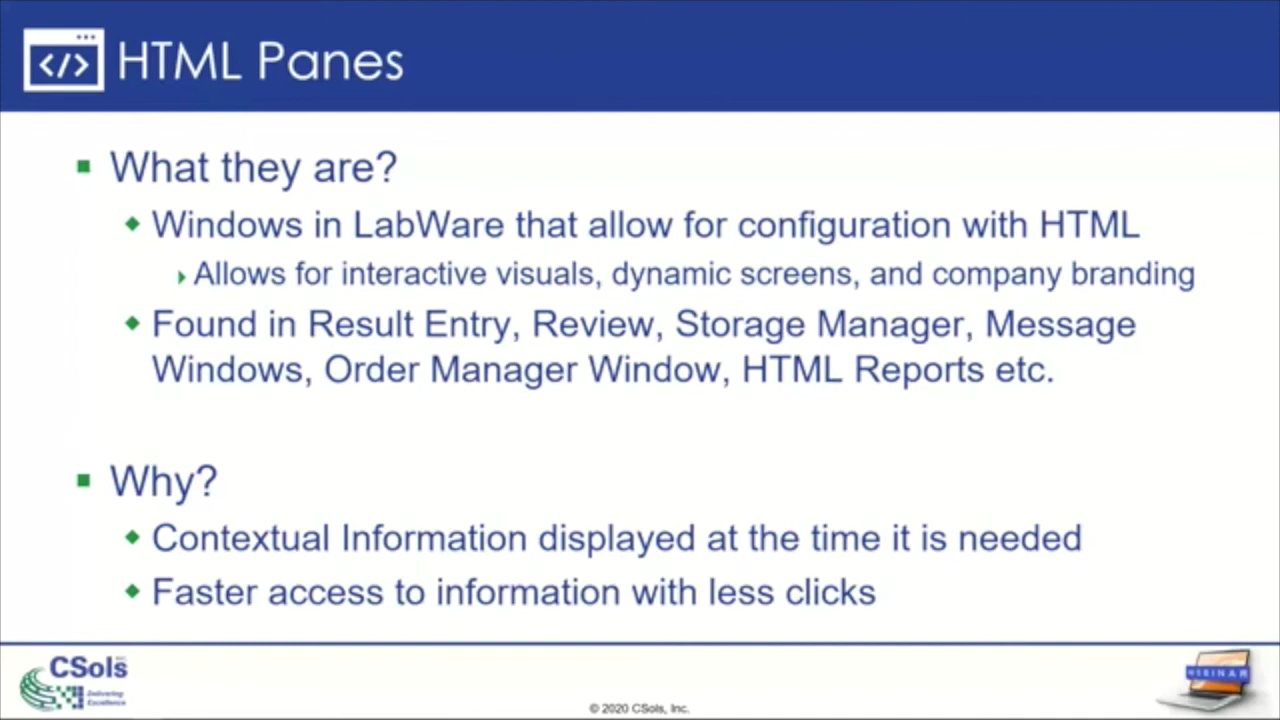 </>
HTML Panes
What they are?
Windows in LabWare that allow for configuration with HTML
Allows for interactive visuals, dynamic screens, and company branding
Found in Result Entry, Review, Storage Manager, Message
Windows, Order Manager Window, HTML Reports etc.
Why?
Contextual Information displayed at the time it is needed
Faster access to information with less clicks
CSols
Delivering
Excellence
© 2020 CSols, Inc.
WEBINAR